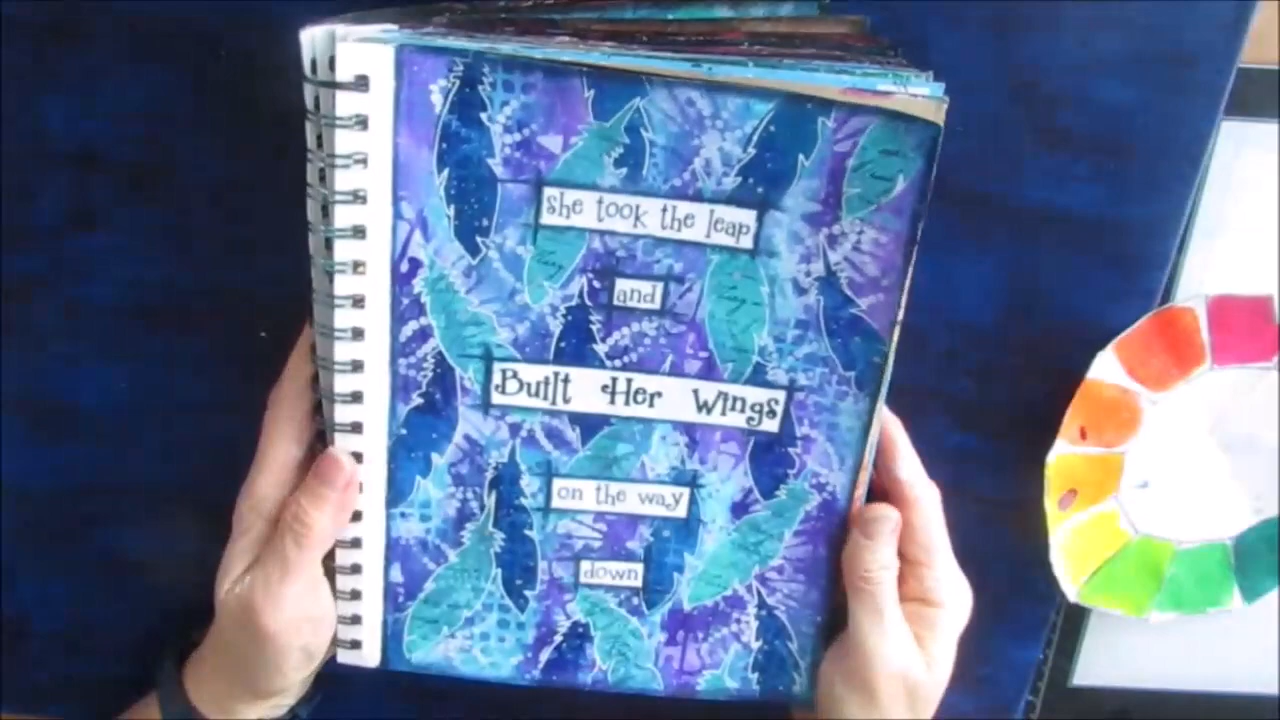 she took the leap
and
Built Her Wings
on the way
down